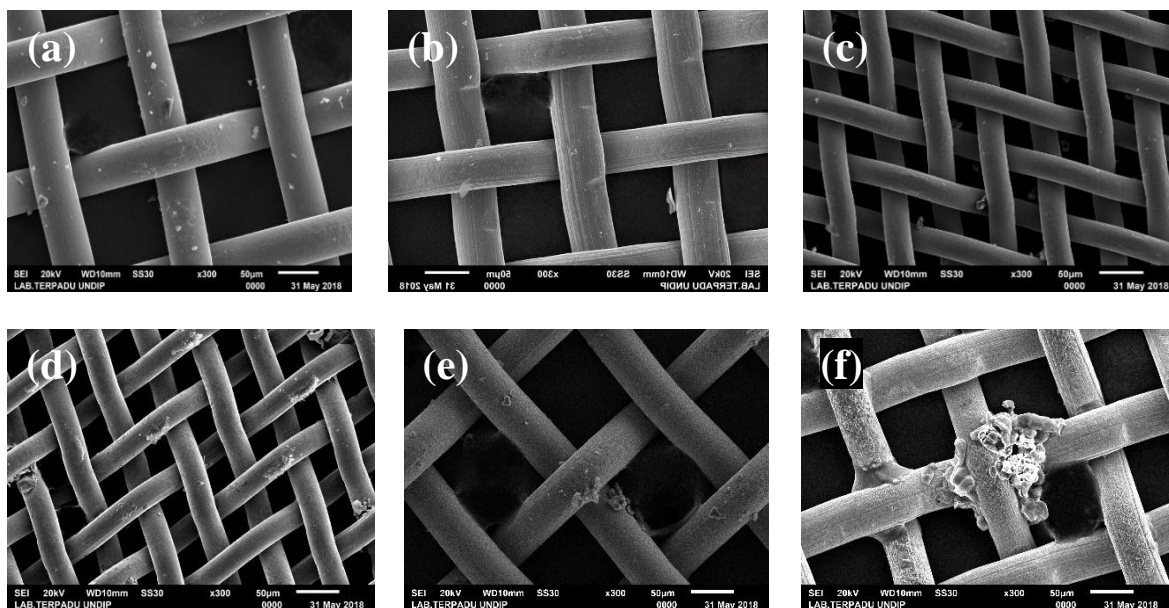 (a)
SEI 20kV WD10mm SS30 x300 50µm
LAB.TERPADU UNDIP 0000 31 May 2018
(b)
SEI 20kV WD10mm SS30 x300 50µm
LAB.TERPADU UNDIP 0000 31 May 2018
(c)
SEI 20kV WD10mm SS30 x300 50µm
LAB.TERPADU UNDIP 0000 31 May 2018
(d)
SEI 20kV WD10mm SS30 x300 50µm
LAB.TERPADU UNDIP 0000 31 May 2018
(e)
SEI 20kV WD10mm SS30 x300 50µm
LAB.TERPADU UNDIP 0000 31 May 2018
(f)
SEI 20kV WD10mm SS30 x300 50µm
LAB.TERPADU UNDIP 0000 31 May 2018